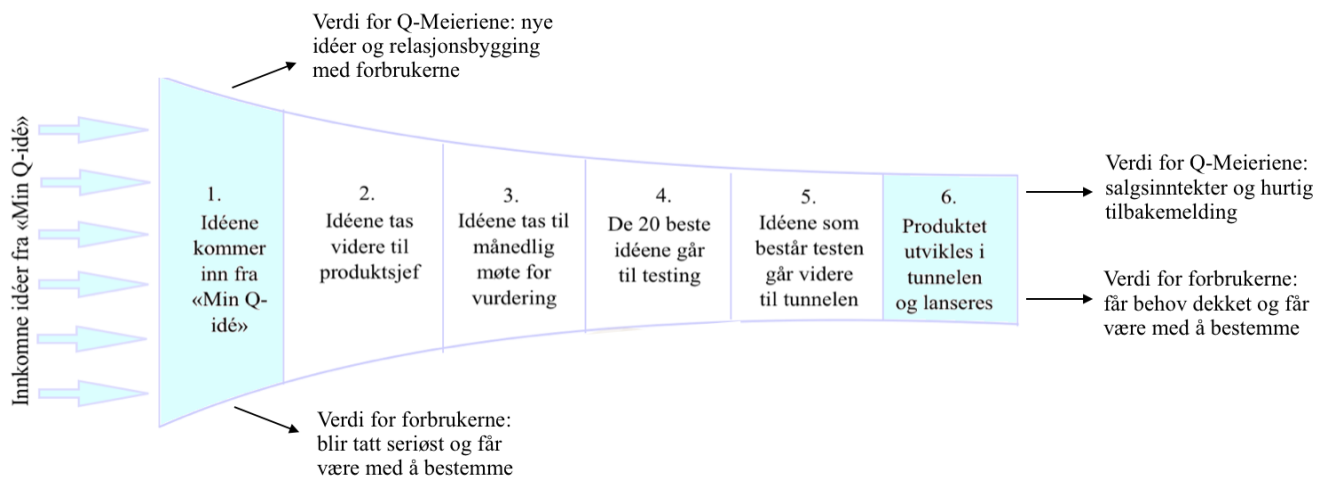 Verdi for Q-Meieriene: nye
idéer og relasjonsbygging
med forbrukerne
Innkomne idéer fra «Min Q-idé»
1.
Idéene
kommer
inn fra
«Min Q-
idé»
2.
Idéene tas
videre til
produktsjef
3.
Idéene tas til
månedlig
møte for
vurdering
4.
De 20 beste
idéene går
til testing
5.
Idéene som
består testen
går videre
til tunnelen
6.
Produktet
utvikles i
tunnelen
og lanseres
Verdi for Q-Meieriene:
salgsinntekter og hurtig
tilbakemelding
Verdi for forbrukerne:
får behov dekket og får
være med å bestemme
Verdi for forbrukerne:
blir tatt seriøst og får
være med å bestemme